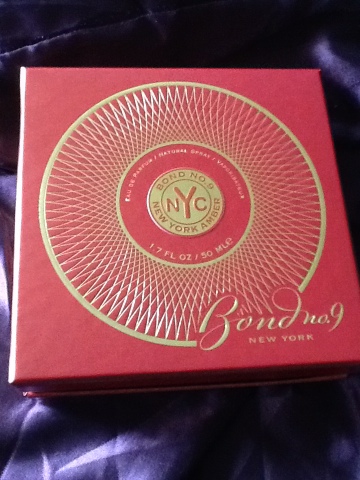 EAU DE PARFUM / NATURAL SPRAY / VAPORISATEUR
BOND NO. 9
NYC
NEW YORK AMBER
1.7 FL OZ / 50 ML℮
Bond no.9
NEW YORK